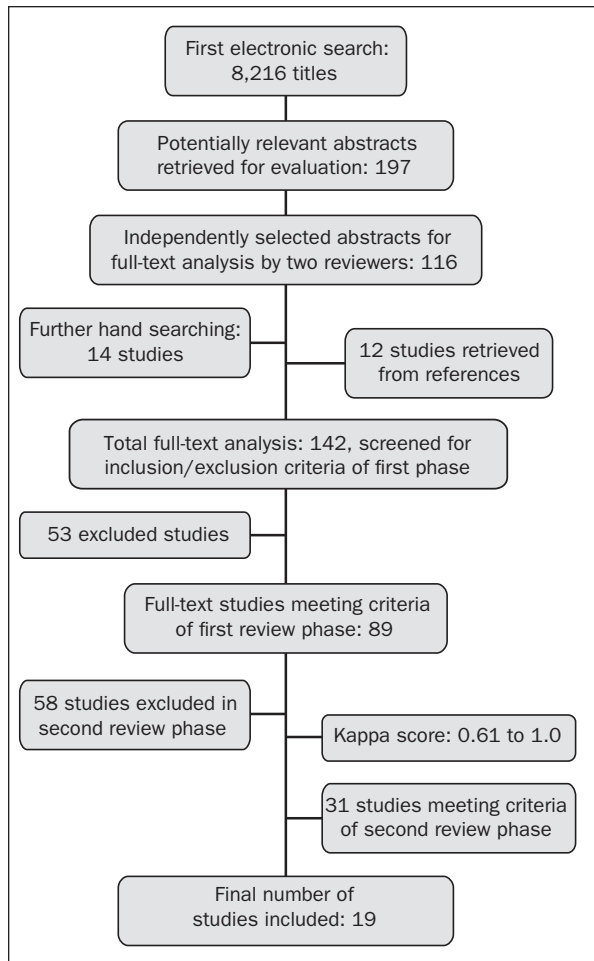 First electronic search:
8,216 titles
Potentially relevant abstracts
retrieved for evaluation: 197
Independently selected abstracts for
full-text analysis by two reviewers: 116
Further hand searching:
14 studies
12 studies retrieved
from references
Total full-text analysis: 142, screened for
inclusion/exclusion criteria of first phase
53 excluded studies
Full-text studies meeting criteria
of first review phase: 89
58 studies excluded in
second review phase
Kappa score: 0.61 to 1.0
31 studies meeting criteria
of second review phase
Final number of
studies included: 19